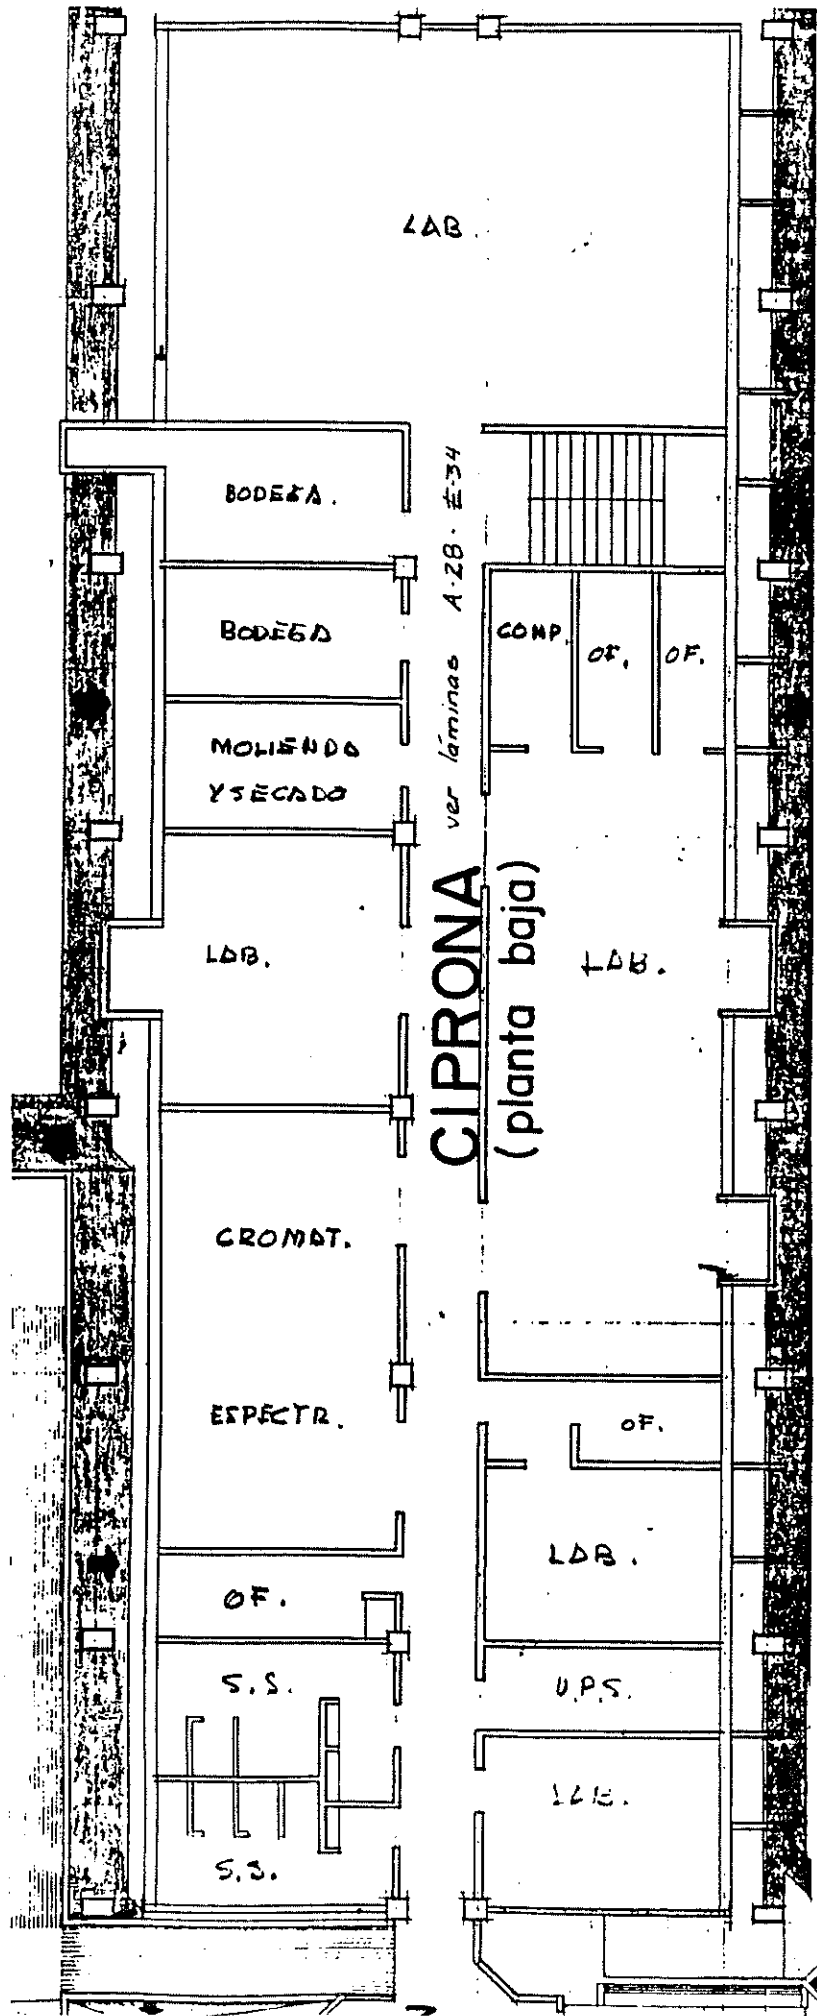 LAB.
BODEGA.
BODEGA
MOLIENDA
Y SECADO
LAB.
CROMAT.
ESPECTR.
OF.
S.S.
S.S.
ver láminas A-28 · E-34
CIPRONA
(planta baja)
COMP.
OF.
OF.
LAB.
OF.
LAB.
U.P.S.
LAB.